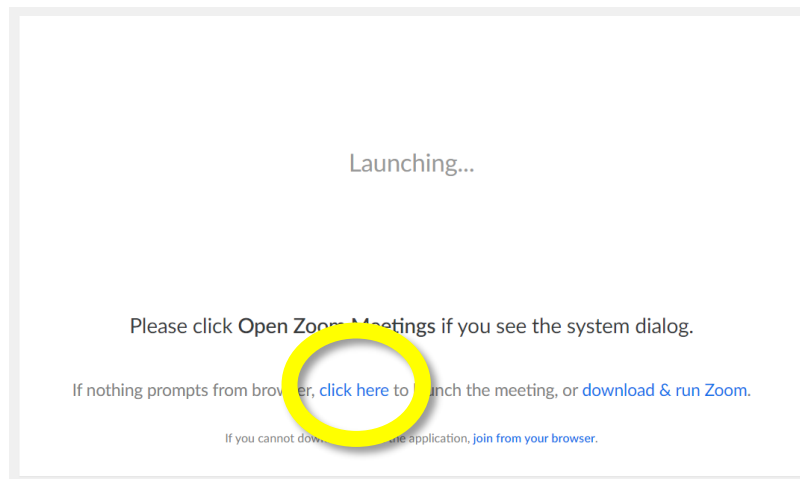 Launching...
Please click Open Zoom Meetings if you see the system dialog.
If nothing prompts from browser, click here to launch the meeting, or download & run Zoom.
If you cannot the application, join from your browser.